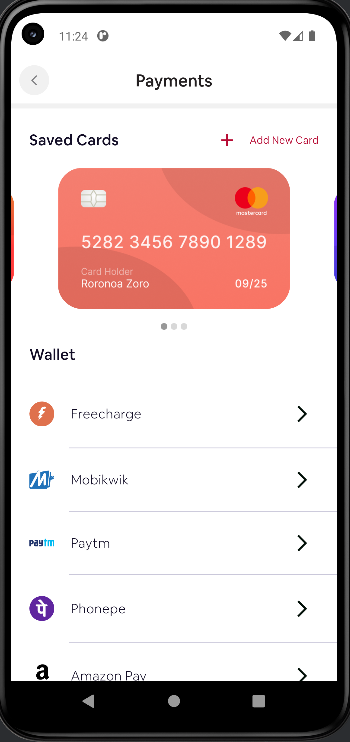 11:24
Payments
Saved Cards
Add New Card
mastercard
5282 3456 7890 1289
Card Holder
Roronoa Zoro
09/25
Wallet
Freecharge
Mobikwik
paytm Paytm
Phonepe
Amazon Pay